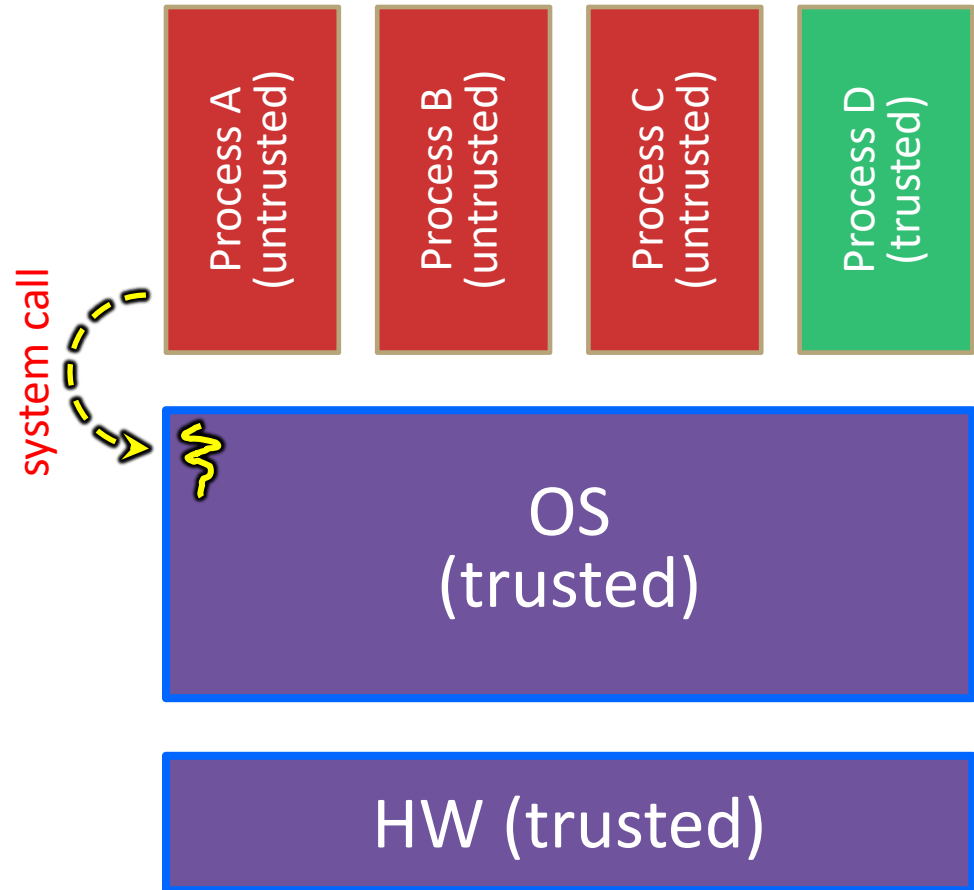 Process A
(untrusted)
Process B
(untrusted)
Process C
(untrusted)
Process D
(trusted)
system call
OS
(trusted)
HW (trusted)